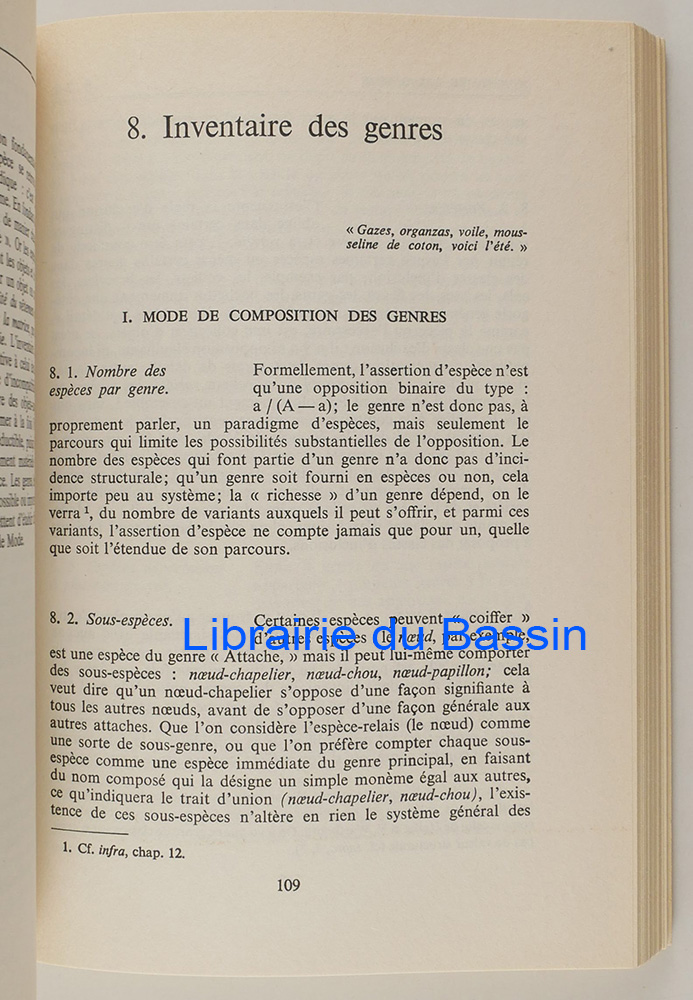 on fondament
8. Inventaire des genres
« Gazes, organzas, voile, mous-
seline de coton, voici l'été. »
I. MODE DE COMPOSITION DES GENRES
8. 1. Nombre des
espèces par genre.
Formellement, l'assertion d'espèce n'est
qu'une opposition binaire du type :
a / (A — a); le genre n'est donc pas, à
proprement parler, un paradigme d'espèces, mais seulement le
parcours qui limite les possibilités substantielles de l'opposition. Le
nombre des espèces qui font partie d'un genre n'a donc pas d'inci-
dence structurale; qu'un genre soit fourni en espèces ou non, cela
importe peu au système; la « richesse » d'un genre dépend, on le
verra ¹, du nombre de variants auxquels il peut s'offrir, et parmi ces
variants, l'assertion d'espèce ne compte jamais que pour un, quelle
que soit l'étendue de son parcours.
8. 2. Sous-espèces.
Certaines espèces peuvent « coiffer »
d'autres espèces : le nœud, par exemple,
Librairie du Bassin
est une espèce du genre « Attache, » mais il peut lui-même comporter
des sous-espèces : nœud-chapelier, nœud-chou, nœud-papillon; cela
veut dire qu'un nœud-chapelier s'oppose d'une façon signifiante à
tous les autres nœuds, avant de s'opposer d'une façon générale aux
autres attaches. Que l'on considère l'espèce-relais (le nœud) comme
une sorte de sous-genre, ou que l'on préfère compter chaque sous-
espèce comme une espèce immédiate du genre principal, en faisant
du nom composé qui la désigne un simple monème égal aux autres,
ce qu'indiquera le trait d'union (nœud-chapelier, nœud-chou), l'exis-
tence de ces sous-espèces n'altère en rien le système général des
1. Cf. infra, chap. 12.
109